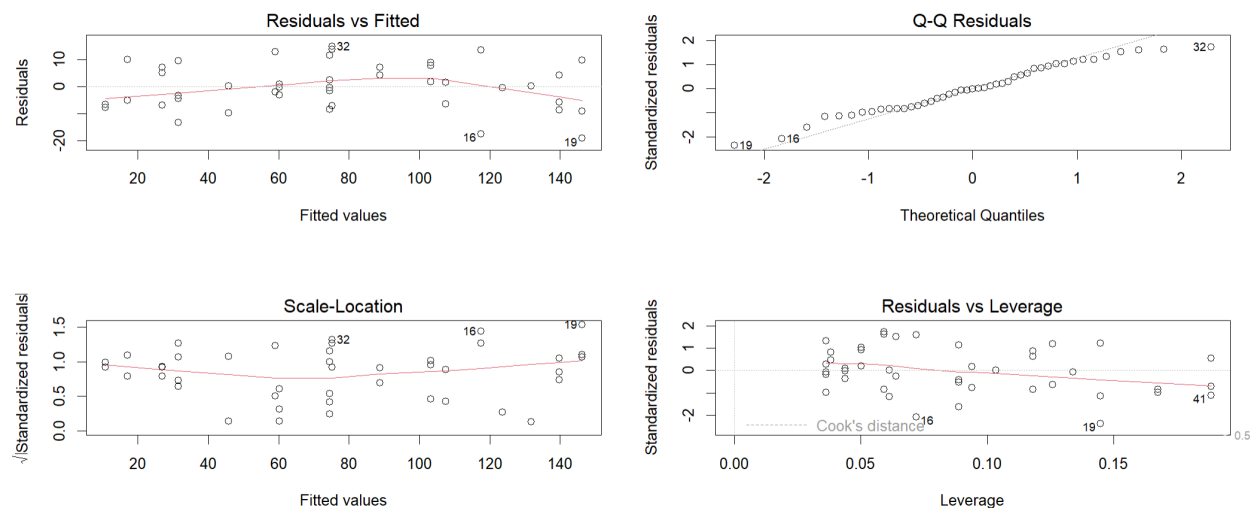 Residuals vs Fitted
Residuals
-20 0 10
32
16
19
20 40 60 80 100 120 140
Fitted values
Q-Q Residuals
Standardized residuals
-2 0 1 2
32
19
16
-2 -1 0 1 2
Theoretical Quantiles
Scale-Location
√|Standardized residuals|
0.0 0.5 1.0 1.5
32
16
19
20 40 60 80 100 120 140
Fitted values
Residuals vs Leverage
Standardized residuals
-2 0 1 2
41
16
19
Cook's distance
0.5
0.00 0.05 0.10 0.15
Leverage